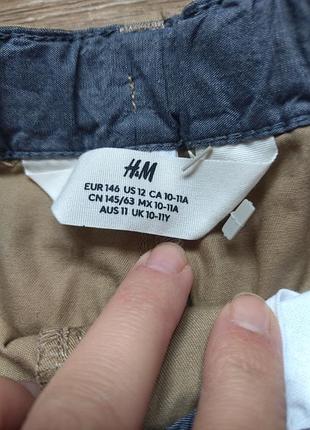 H&M
EUR 146 US 12 CA 10-11A
CN 145/63 MX 10-11A
AUS 11 UK 10-11Y